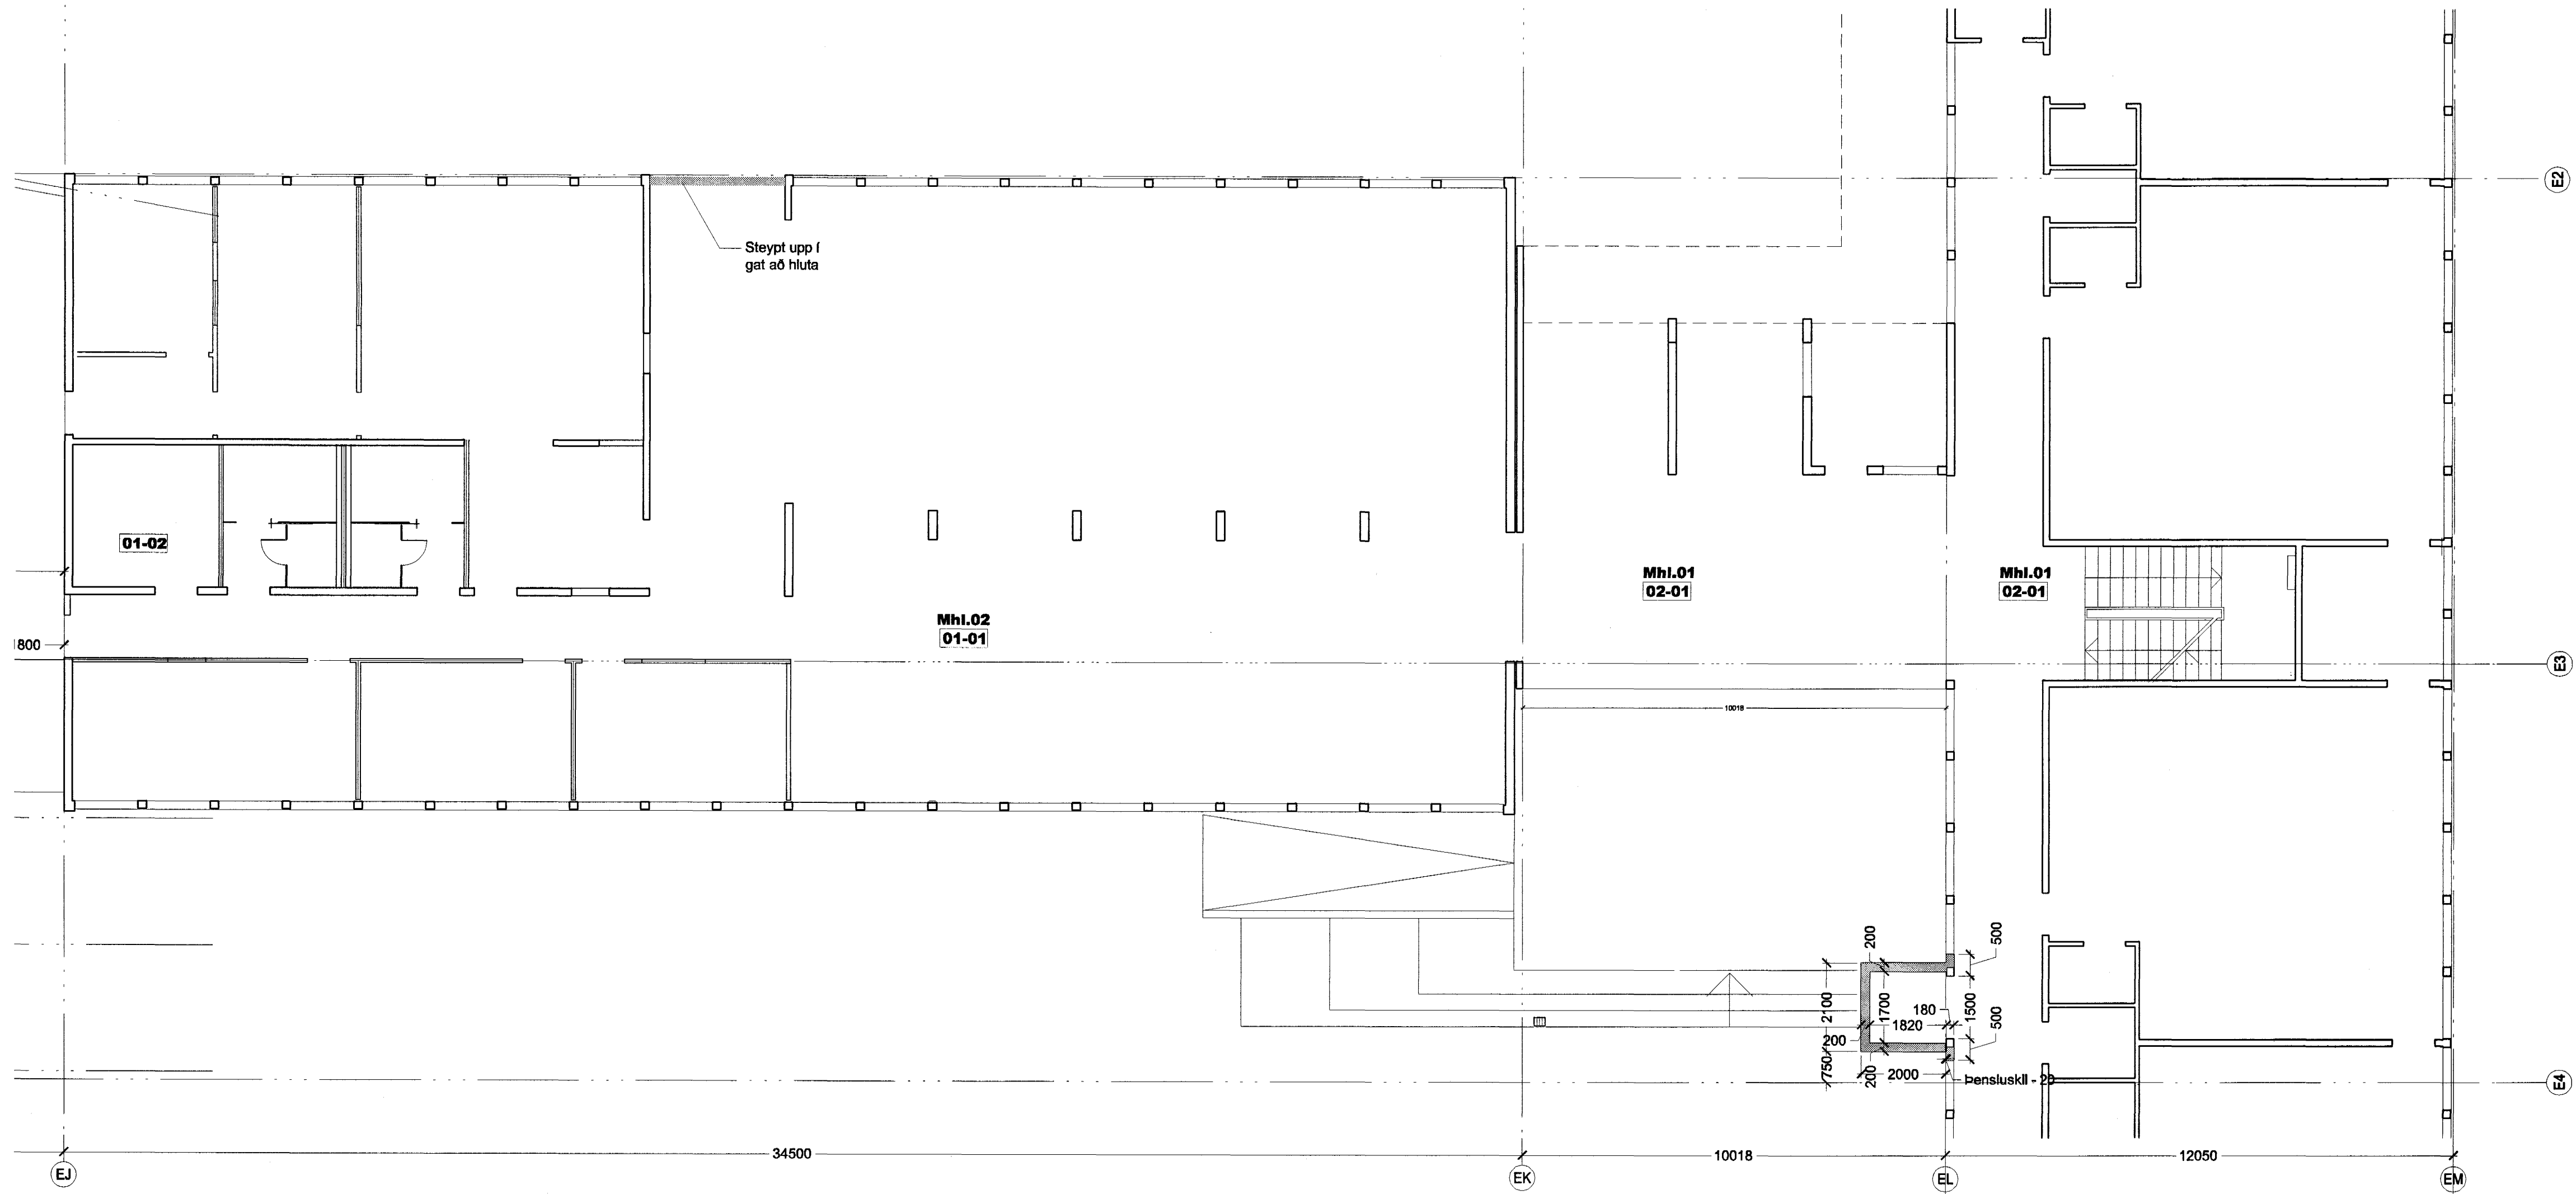 E2
Steypt upp í
gat að hluta
01-02
Mhl.01
02-01
Mhl.01
02-01
Mhl.02
01-01
1800
E3
10018
200
500
2100
1700
180
1500
1820
500
200
750
200
2000
Þensluskil - 20
E4
34500
10018
12050
EJ
EK
EL
EM